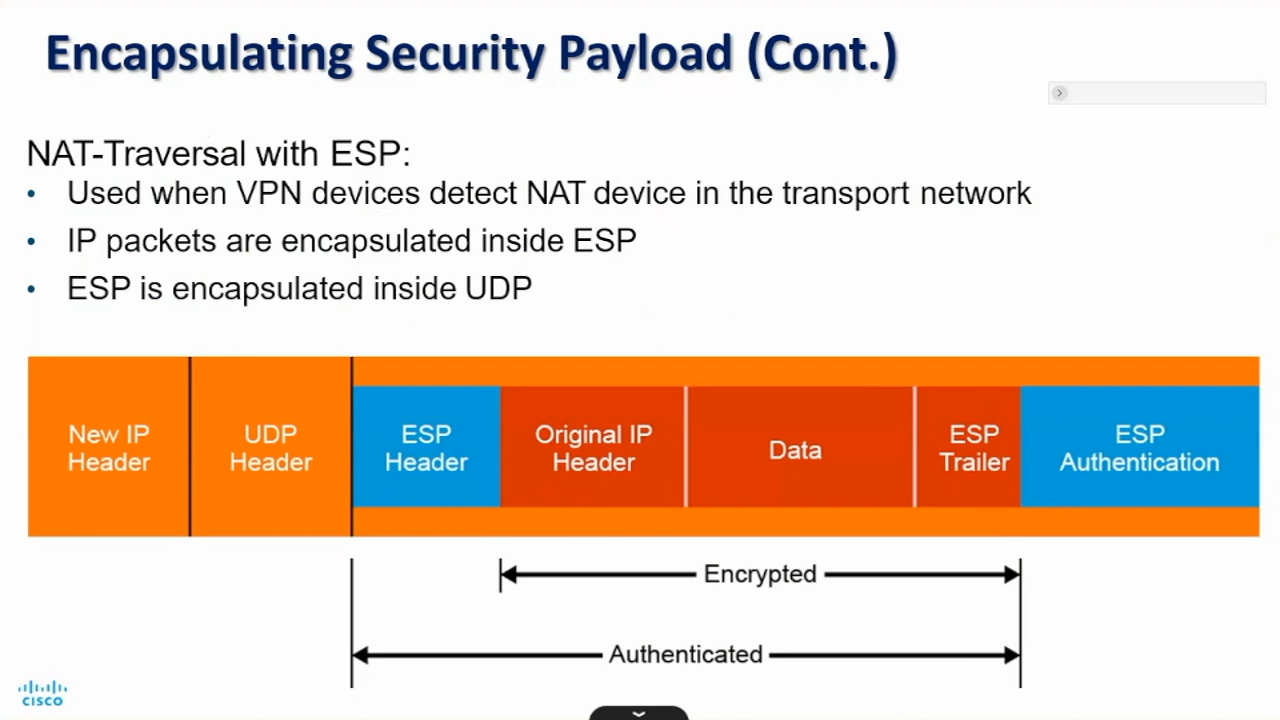 Encapsulating Security Payload (Cont.)
NAT-Traversal with ESP:
• Used when VPN devices detect NAT device in the transport network
• IP packets are encapsulated inside ESP
• ESP is encapsulated inside UDP
New IP
Header
UDP
Header
ESP
Header
Original IP
Header
Data
ESP
Trailer
ESP
Authentication
Encrypted
Authenticated
CISCO